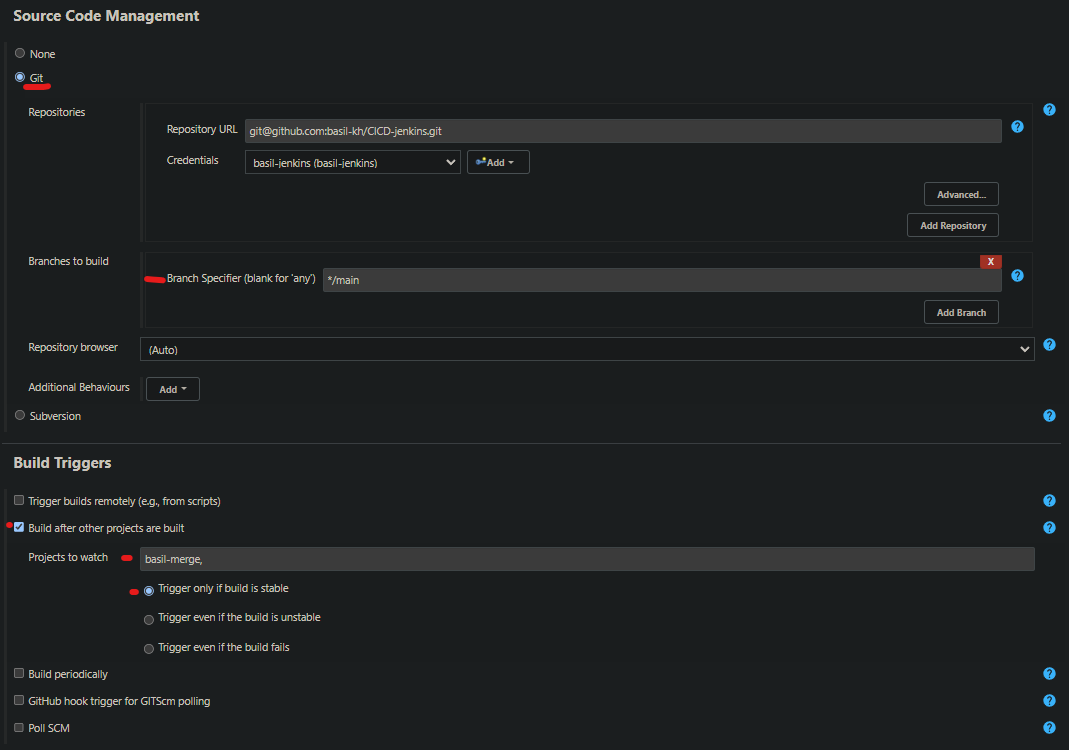 Source Code Management
None
Git
Repositories
Repository URL git@github.com:basil-kh/CICD-jenkins.git
Credentials basil-jenkins (basil-jenkins) Add
Advanced...
Add Repository
Branches to build
X
Branch Specifier (blank for 'any') */main
Add Branch
Repository browser (Auto)
Additional Behaviours Add
Subversion
Build Triggers
Trigger builds remotely (e.g., from scripts)
Build after other projects are built
Projects to watch basil-merge,
Trigger only if build is stable
Trigger even if the build is unstable
Trigger even if the build fails
Build periodically
GitHub hook trigger for GITScm polling
Poll SCM